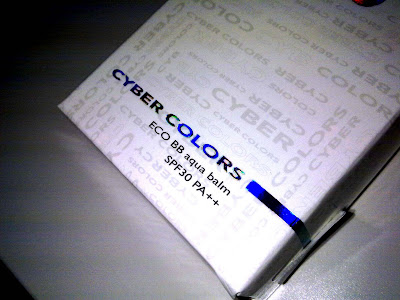 CYBER COLORS
ECO BB aqua balm
SPF30 PA++